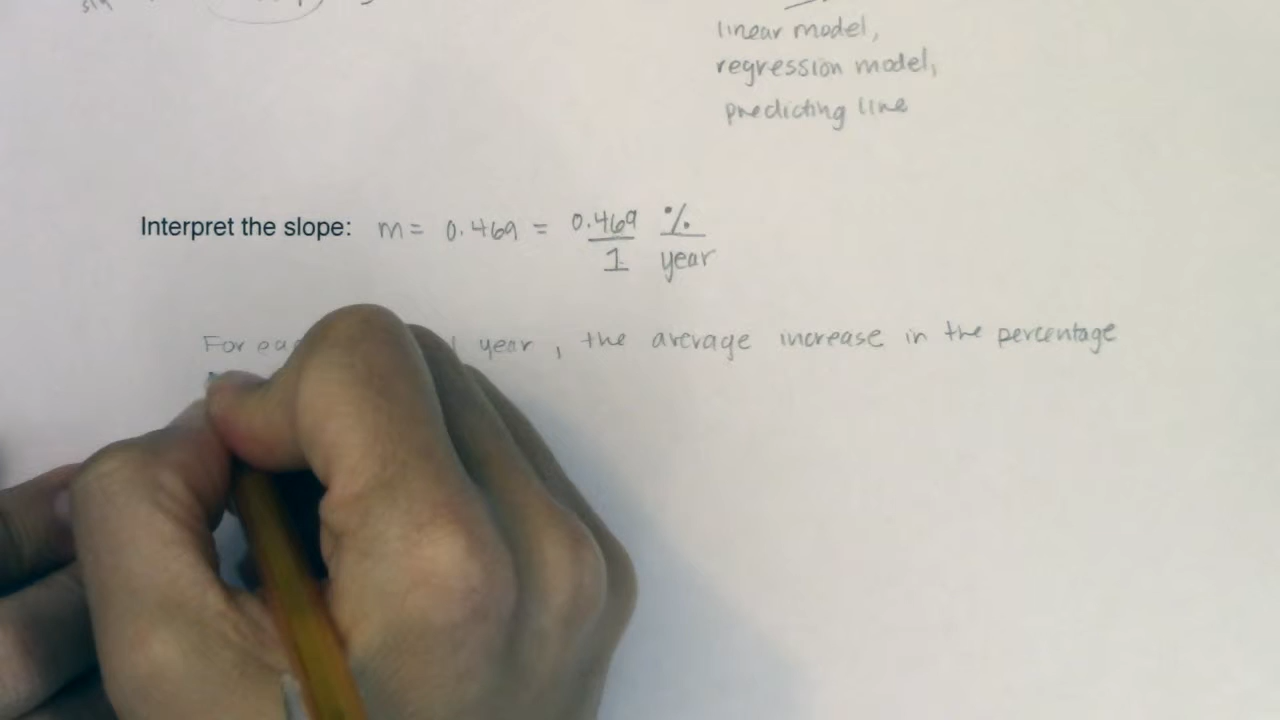 linear model,
regression model,
predicting line
Interpret the slope: m = 0.469 = 0.469 %
1 year
For year, the average increase in the percentage